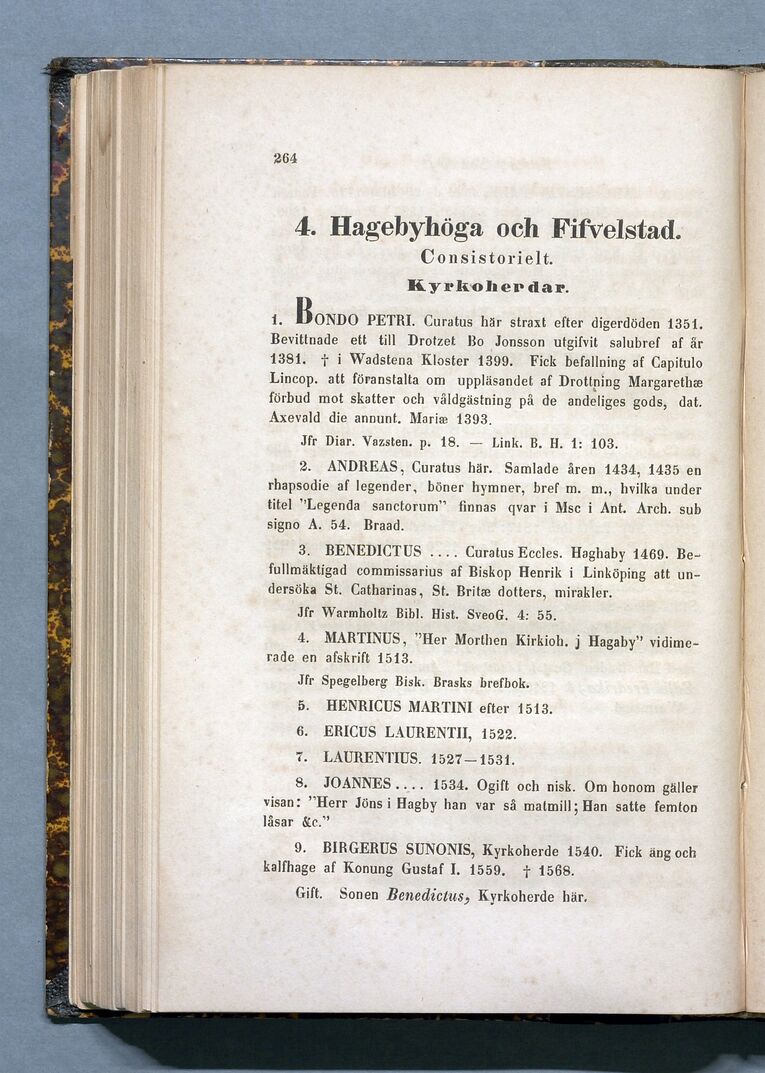 264
4. Hagebyhöga och Fifvelstad.
Consistorielt.
Kyrkoherdar.
1. BONDO PETRI. Curatus här straxt efter digerdöden 1351.
Bevittnade ett till Drotzet Bo Jonsson utgifvit salubref af år
1381. † i Wadstena Kloster 1399. Fick befallning af Capitulo
Lincop. att föranstalta om uppläsandet af Drottning Margarethæ
förbud mot skatter och våldgästning på de andeliges gods, dat.
Axevald die annunt. Mariæ 1393.
Jfr Diar. Vazsten. p. 18. — Link. B. H. 1: 103.
2. ANDREAS, Curatus här. Samlade åren 1434, 1435 en
rhapsodie af legender, böner hymner, bref m. m., hvilka under
titel ”Legenda sanctorum” finnas qvar i Msc i Ant. Arch. sub
signo A. 54. Braad.
3. BENEDICTUS .... Curatus Eccles. Haghaby 1469. Be-
fullmäktigad commissarius af Biskop Henrik i Linköping att un-
dersöka St. Catharinas, St. Britæ dotters, mirakler.
Jfr Warmholtz Bibl. Hist. SveoG. 4: 55.
4. MARTINUS, ”Her Morthen Kirkioh. j Hagaby” vidime-
rade en afskrift 1513.
Jfr Spegelberg Bisk. Brasks brefbok.
5. HENRICUS MARTINI efter 1513.
6. ERICUS LAURENTII, 1522.
7. LAURENTIUS. 1527—1531.
8. JOANNES .... 1534. Ogift och nisk. Om honom gäller
visan: ”Herr Jöns i Hagby han var så matmill; Han satte femton
låsar &c.”
9. BIRGERUS SUNONIS, Kyrkoherde 1540. Fick äng och
kalfhage af Konung Gustaf I. 1559. † 1568.
Gift. Sonen Benedictus, Kyrkoherde här.